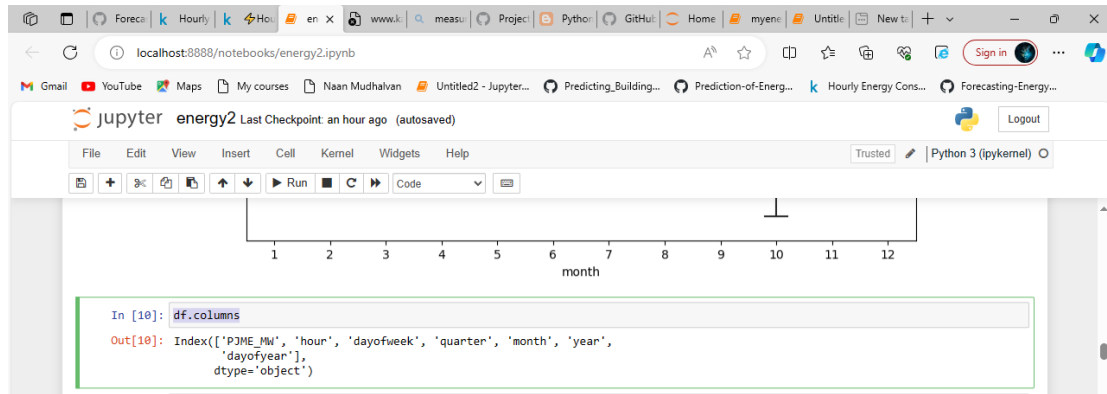 Foreca
Hourly
Hou
en
www.k
measu
Project
Python
GitHub
Home
myene
Untitle
New ta
localhost:8888/notebooks/energy2.ipynb
Sign in
Gmail
YouTube
Maps
My courses
Naan Mudhalvan
Untitled2 - Jupyter...
Predicting_Building...
Prediction-of-Energ...
Hourly Energy Cons...
Forecasting-Energy...
jupyter energy2 Last Checkpoint: an hour ago (autosaved)
Logout
File Edit View Insert Cell Kernel Widgets Help
Trusted
Python 3 (ipykernel)
Run
Code
1 2 3 4 5 6 7 8 9 10 11 12
month
In [10]: df.columns
Out[10]: Index(['PJME_MW', 'hour', 'dayofweek', 'quarter', 'month', 'year',
'dayofyear'],
dtype='object')